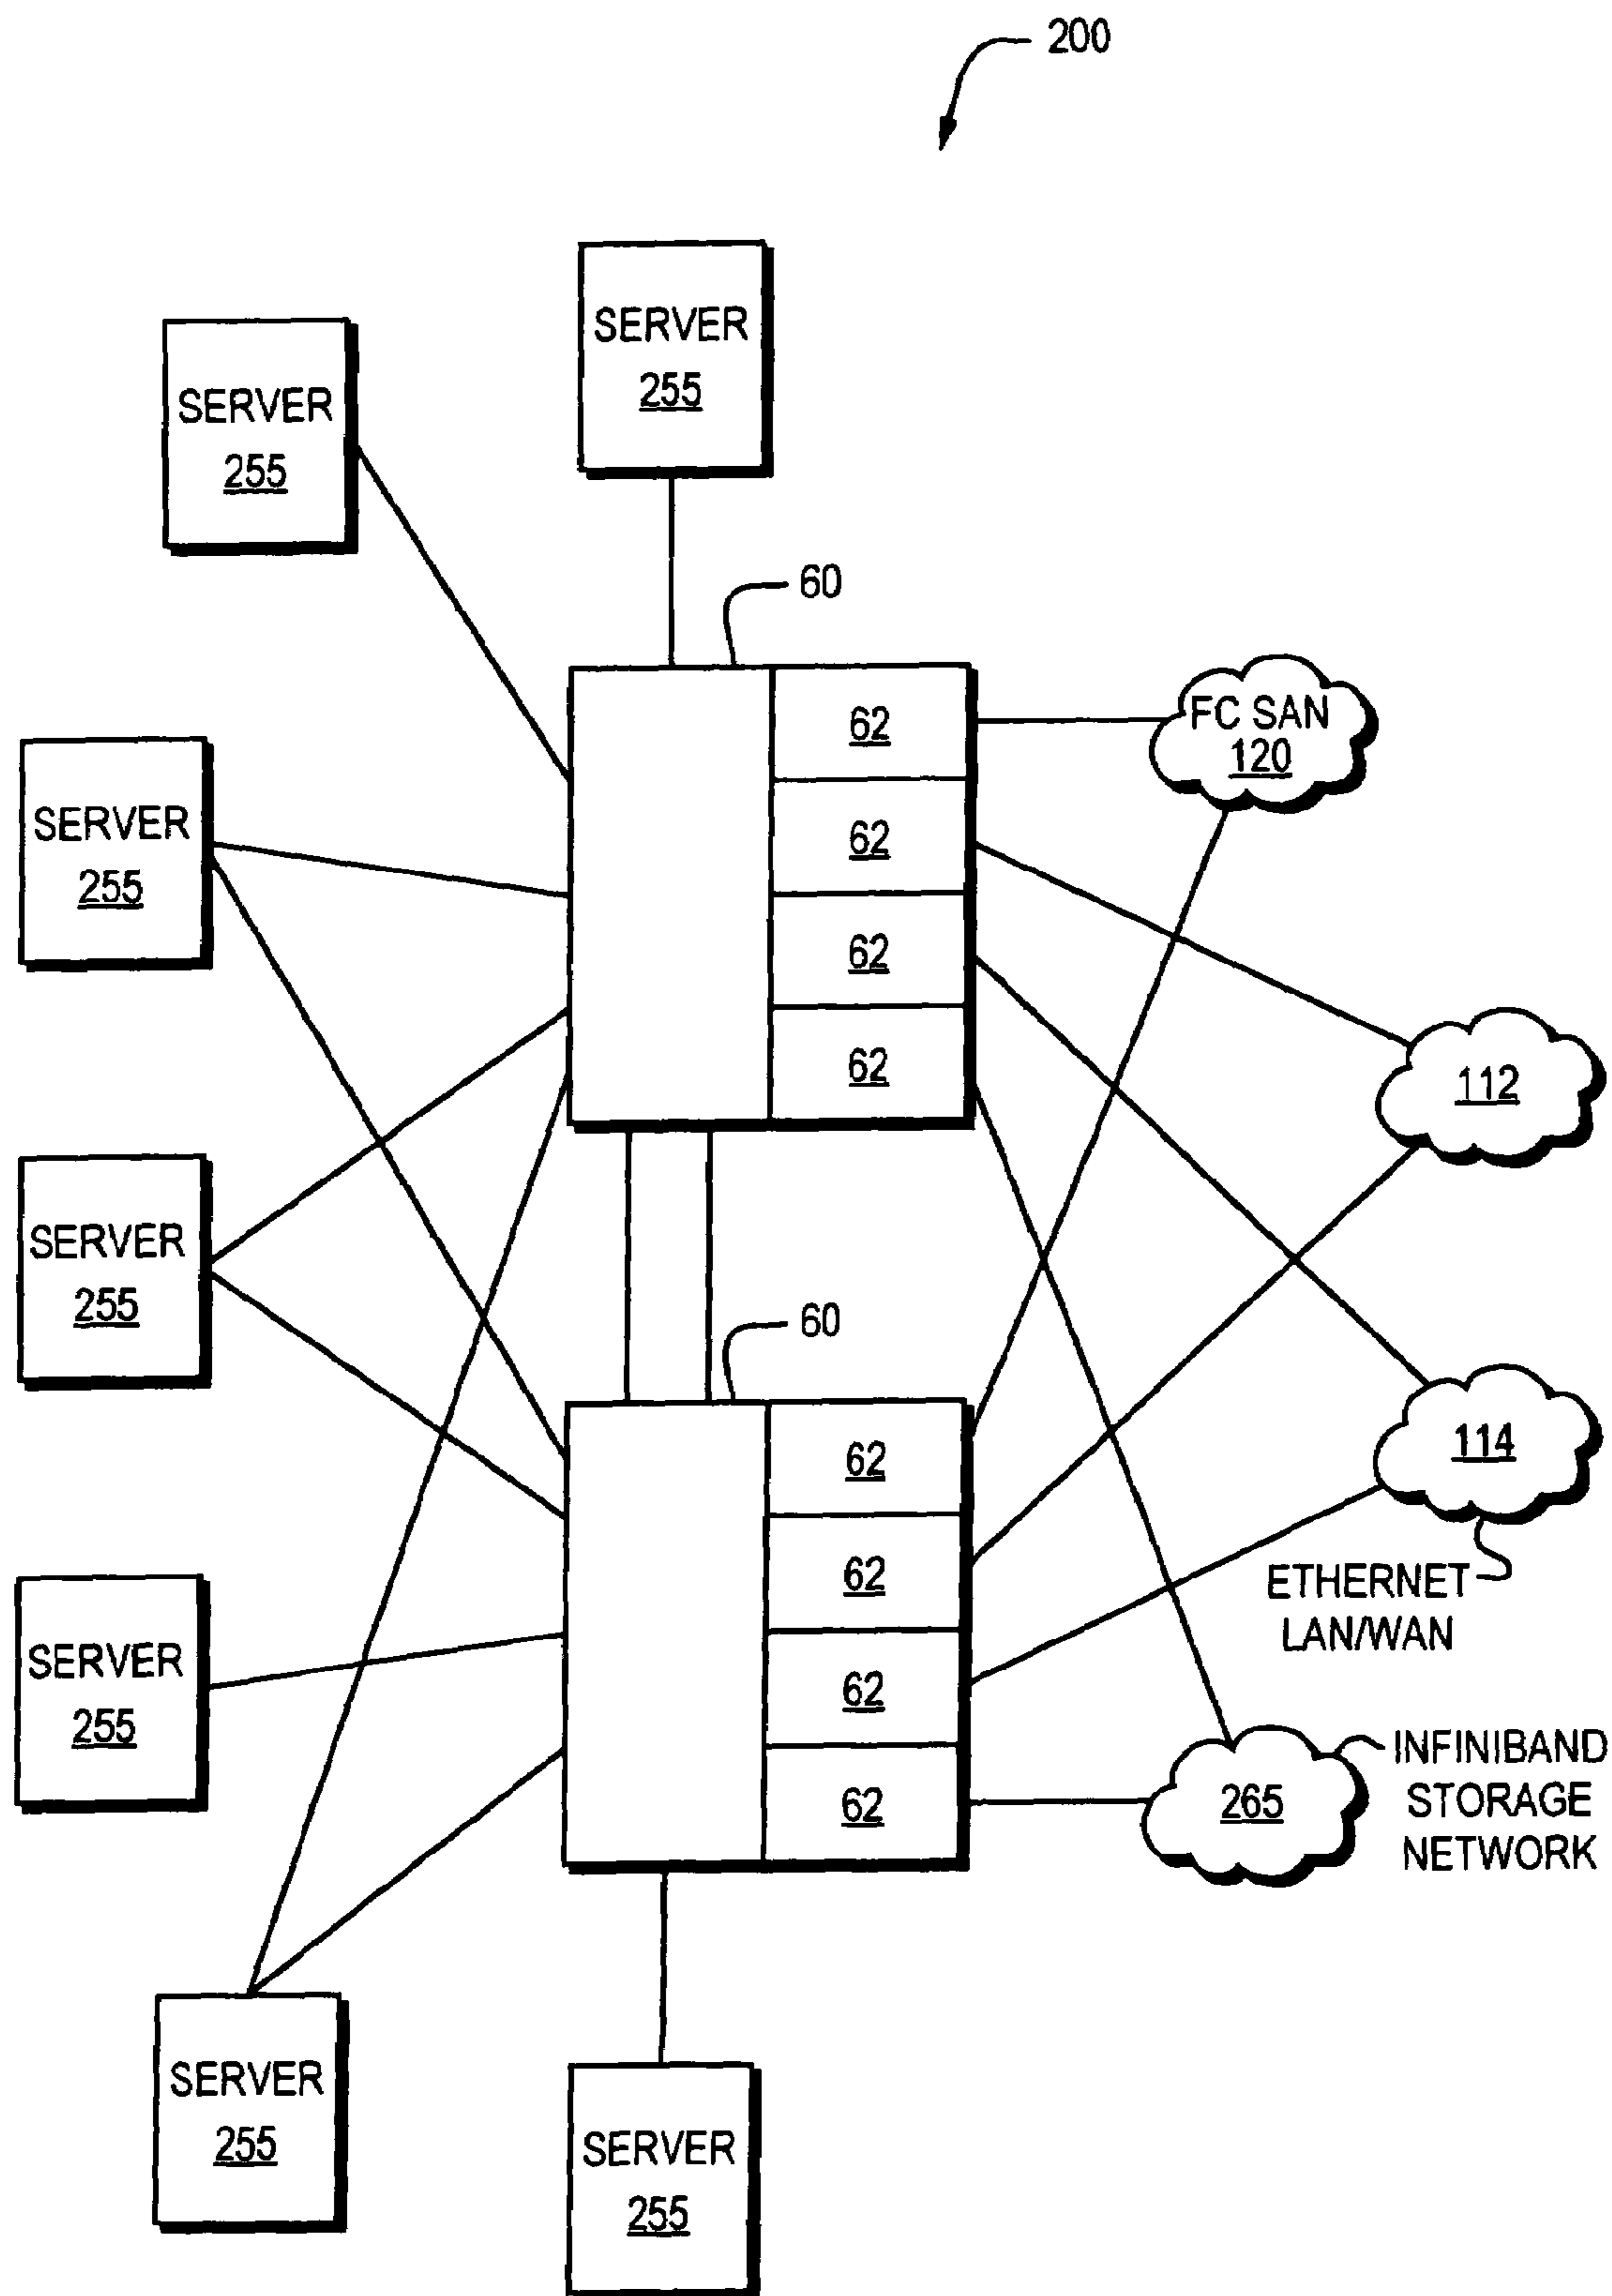 200
SERVER
255
SERVER
255
60
62
FC SAN
120
SERVER
255
62
62
62
112
SERVER
255
60
62
114
62
ETHERNET
LAN/WAN
SERVER
255
62
INFINIBAND
STORAGE
NETWORK
62
265
SERVER
255
SERVER
255